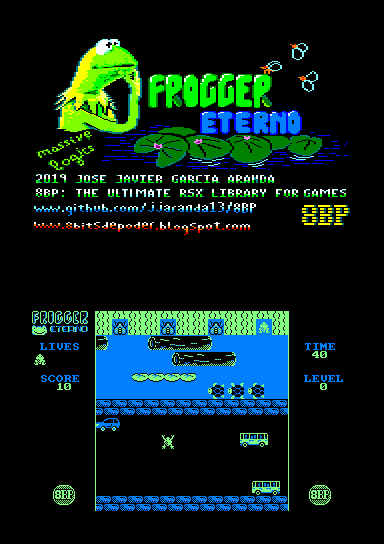 FROGGER
ETERNO
massive
logics
2019 JOSE JAVIER GARCIA ARANDA
8BP: THE ULTIMATE RSX LIBRARY FOR GAMES
www.github.com/jjaranda13/8BP
www.8bitsdepoder.blogspot.com
8BP
FROGGER
ETERNO
LIVES
TIME
40
SCORE
10
LEVEL
0
8BP
8BP